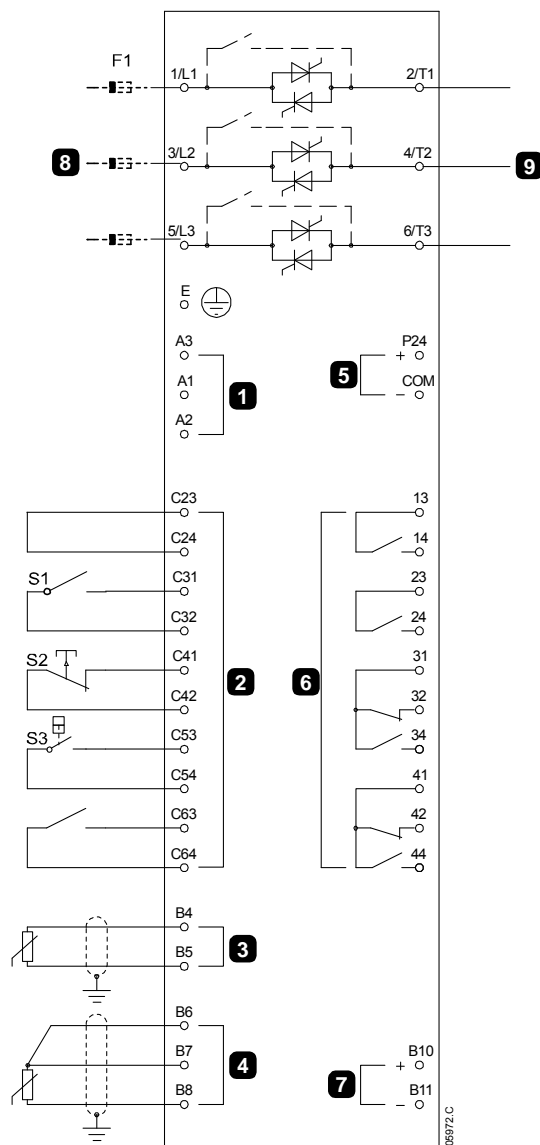 F1
1/L1 2/T1
8 3/L2 4/T2 9
5/L3 6/T3
E
A3 P24
+
1 A1 5 COM
−
A2
C23 13
C24 14
S1 C31 23
C32 24
S2 C41 31
2 6
C42 32
S3 C53 34
C54 41
C63 42
C64 44
B4
3
B5
B6
B7 4 7 + B10
B8 − B11
05972.C